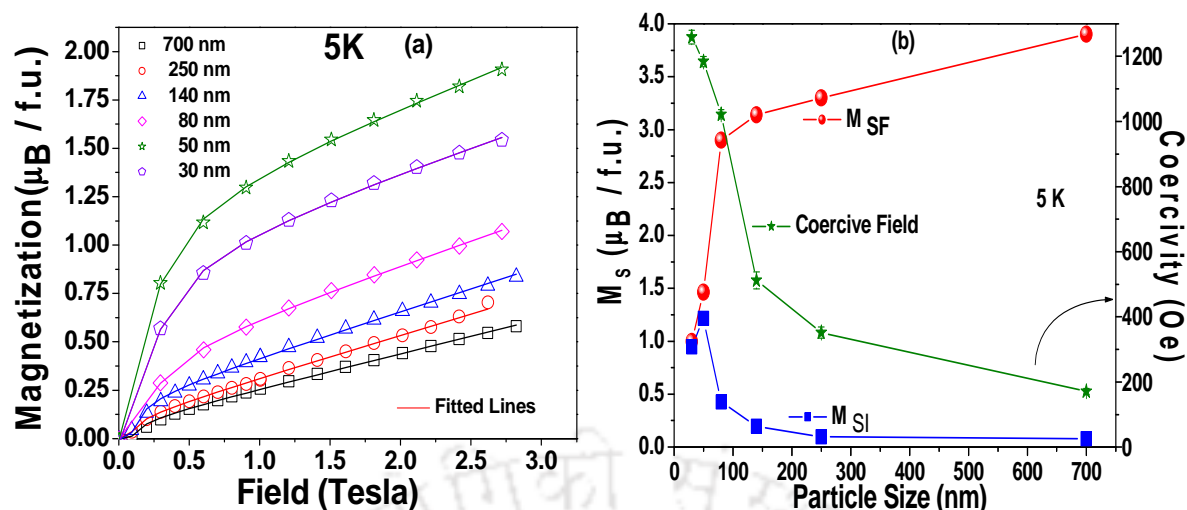 5K (a)
700 nm
250 nm
140 nm
80 nm
50 nm
30 nm
Fitted Lines
Magnetization(μB / f.u.)
2.00
1.75
1.50
1.25
1.00
0.75
0.50
0.25
0.00
0.0 0.5 1.0 1.5 2.0 2.5 3.0
Field (Tesla)
(b)
M SF
Coercive Field
5 K
M SI
M s (μB / f.u.)
4.0
3.5
3.0
2.5
2.0
1.5
1.0
0.5
0.0
0 100 200 300 400 500 600 700
Particle Size (nm)
1200
1000
800
600
400
200
0
Coercivity (Oe)